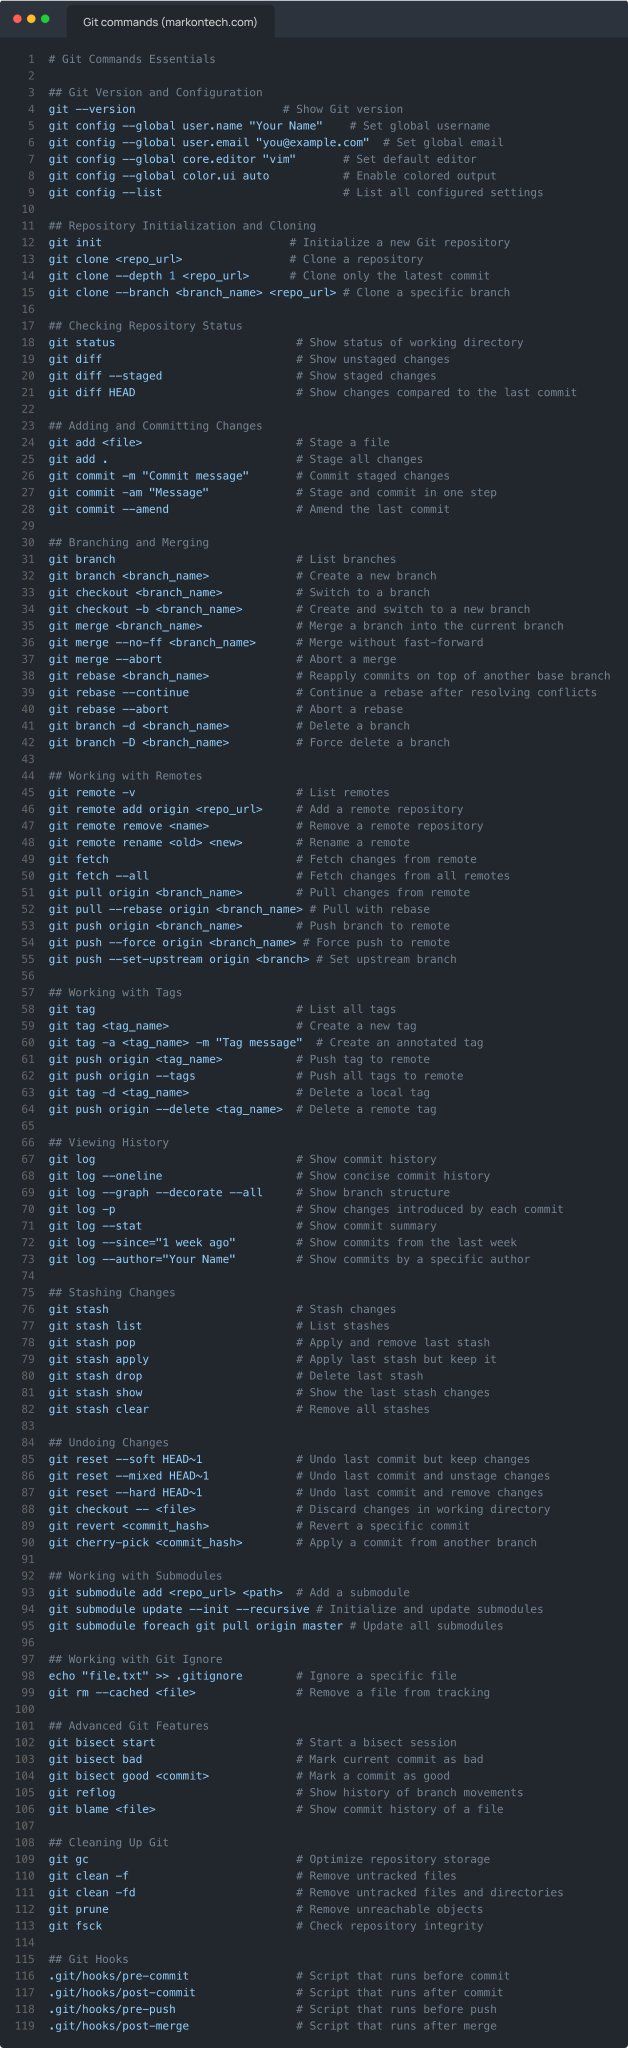 Git commands (markontech.com)
1 # Git Commands Essentials
2
3 ## Git Version and Configuration
4 git --version # Show Git version
5 git config --global user.name "Your Name" # Set global username
6 git config --global user.email "you@example.com" # Set global email
7 git config --global core.editor "vim" # Set default editor
8 git config --global color.ui auto # Enable colored output
9 git config --list # List all configured settings
10
11 ## Repository Initialization and Cloning
12 git init # Initialize a new Git repository
13 git clone <repo_url> # Clone a repository
14 git clone --depth 1 <repo_url> # Clone only the latest commit
15 git clone --branch <branch_name> <repo_url> # Clone a specific branch
16
17 ## Checking Repository Status
18 git status # Show status of working directory
19 git diff # Show unstaged changes
20 git diff --staged # Show staged changes
21 git diff HEAD # Show changes compared to the last commit
22
23 ## Adding and Committing Changes
24 git add <file> # Stage a file
25 git add . # Stage all changes
26 git commit -m "Commit message" # Commit staged changes
27 git commit -am "Message" # Stage and commit in one step
28 git commit --amend # Amend the last commit
29
30 ## Branching and Merging
31 git branch # List branches
32 git branch <branch_name> # Create a new branch
33 git checkout <branch_name> # Switch to a branch
34 git checkout -b <branch_name> # Create and switch to a new branch
35 git merge <branch_name> # Merge a branch into the current branch
36 git merge --no-ff <branch_name> # Merge without fast-forward
37 git merge --abort # Abort a merge
38 git rebase <branch_name> # Reapply commits on top of another base branch
39 git rebase --continue # Continue a rebase after resolving conflicts
40 git rebase --abort # Abort a rebase
41 git branch -d <branch_name> # Delete a branch
42 git branch -D <branch_name> # Force delete a branch
43
44 ## Working with Remotes
45 git remote -v # List remotes
46 git remote add origin <repo_url> # Add a remote repository
47 git remote remove <name> # Remove a remote repository
48 git remote rename <old> <new> # Rename a remote
49 git fetch # Fetch changes from remote
50 git fetch --all # Fetch changes from all remotes
51 git pull origin <branch_name> # Pull changes from remote
52 git pull --rebase origin <branch_name> # Pull with rebase
53 git push origin <branch_name> # Push branch to remote
54 git push --force origin <branch_name> # Force push to remote
55 git push --set-upstream origin <branch> # Set upstream branch
56
57 ## Working with Tags
58 git tag # List all tags
59 git tag <tag_name> # Create a new tag
60 git tag -a <tag_name> -m "Tag message" # Create an annotated tag
61 git push origin <tag_name> # Push tag to remote
62 git push origin --tags # Push all tags to remote
63 git tag -d <tag_name> # Delete a local tag
64 git push origin --delete <tag_name> # Delete a remote tag
65
66 ## Viewing History
67 git log # Show commit history
68 git log --oneline # Show concise commit history
69 git log --graph --decorate --all # Show branch structure
70 git log -p # Show changes introduced by each commit
71 git log --stat # Show commit summary
72 git log --since="1 week ago" # Show commits from the last week
73 git log --author="Your Name" # Show commits by a specific author
74
75 ## Stashing Changes
76 git stash # Stash changes
77 git stash list # List stashes
78 git stash pop # Apply and remove last stash
79 git stash apply # Apply last stash but keep it
80 git stash drop # Delete last stash
81 git stash show # Show the last stash changes
82 git stash clear # Remove all stashes
83
84 ## Undoing Changes
85 git reset --soft HEAD~1 # Undo last commit but keep changes
86 git reset --mixed HEAD~1 # Undo last commit and unstage changes
87 git reset --hard HEAD~1 # Undo last commit and remove changes
88 git checkout -- <file> # Discard changes in working directory
89 git revert <commit_hash> # Revert a specific commit
90 git cherry-pick <commit_hash> # Apply a commit from another branch
91
92 ## Working with Submodules
93 git submodule add <repo_url> <path> # Add a submodule
94 git submodule update --init --recursive # Initialize and update submodules
95 git submodule foreach git pull origin master # Update all submodules
96
97 ## Working with Git Ignore
98 echo "file.txt" >> .gitignore # Ignore a specific file
99 git rm --cached <file> # Remove a file from tracking
100
101 ## Advanced Git Features
102 git bisect start # Start a bisect session
103 git bisect bad # Mark current commit as bad
104 git bisect good <commit> # Mark a commit as good
105 git reflog # Show history of branch movements
106 git blame <file> # Show commit history of a file
107
108 ## Cleaning Up Git
109 git gc # Optimize repository storage
110 git clean -f # Remove untracked files
111 git clean -fd # Remove untracked files and directories
112 git prune # Remove unreachable objects
113 git fsck # Check repository integrity
114
115 ## Git Hooks
116 .git/hooks/pre-commit # Script that runs before commit
117 .git/hooks/post-commit # Script that runs after commit
118 .git/hooks/pre-push # Script that runs before push
119 .git/hooks/post-merge # Script that runs after merge